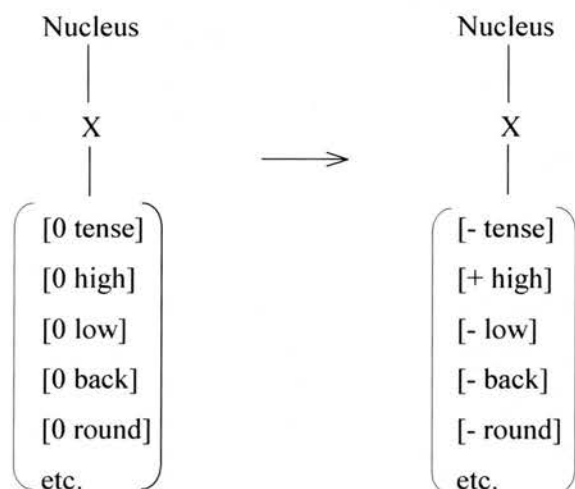 Nucleus
X
[0 tense]
[0 high]
[0 low]
[0 back]
[0 round]
etc.
Nucleus
X
[- tense]
[+ high]
[- low]
[- back]
[- round]
etc.